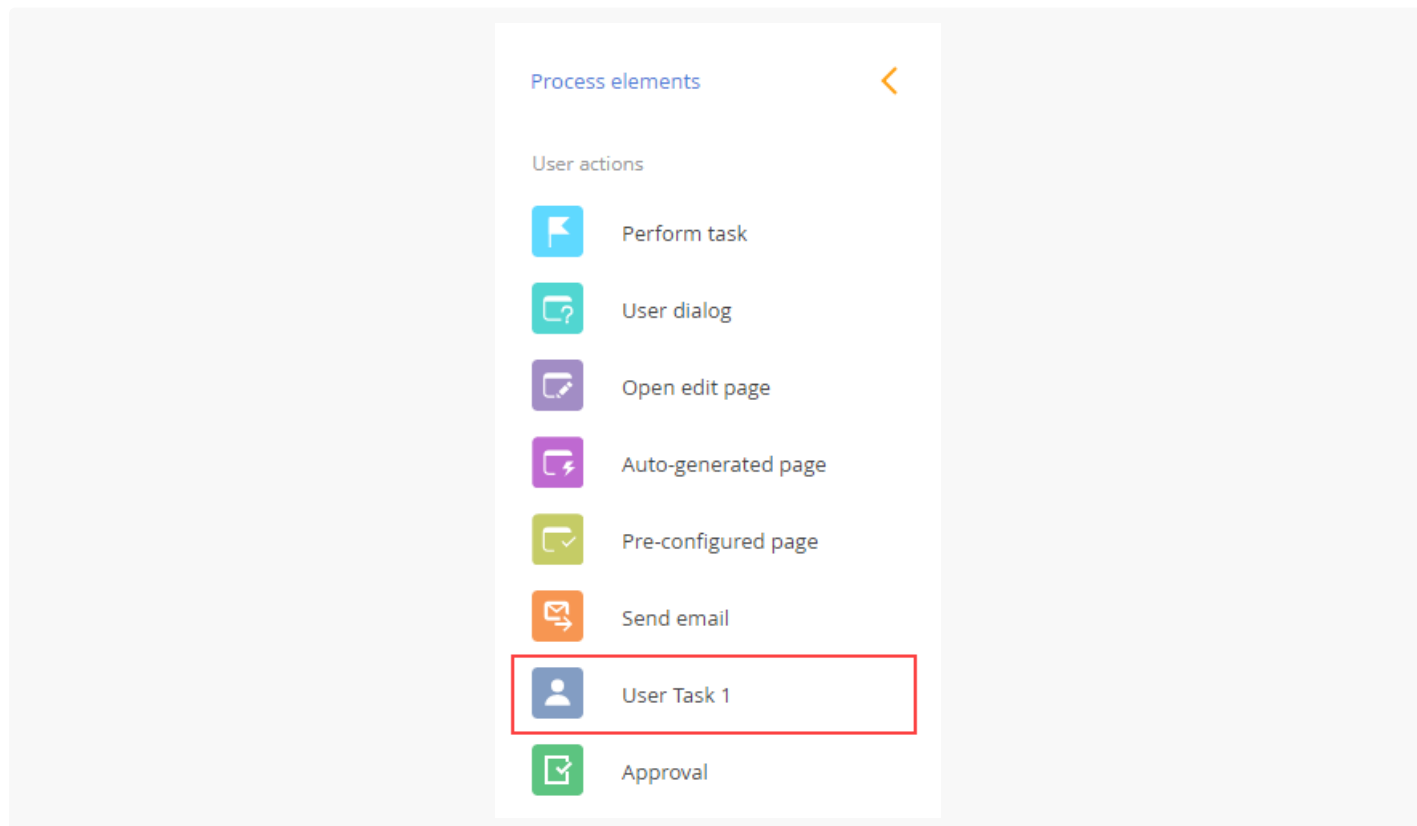 Process elements
User actions
Perform task
User dialog
Open edit page
Auto-generated page
Pre-configured page
Send email
User Task 1
Approval